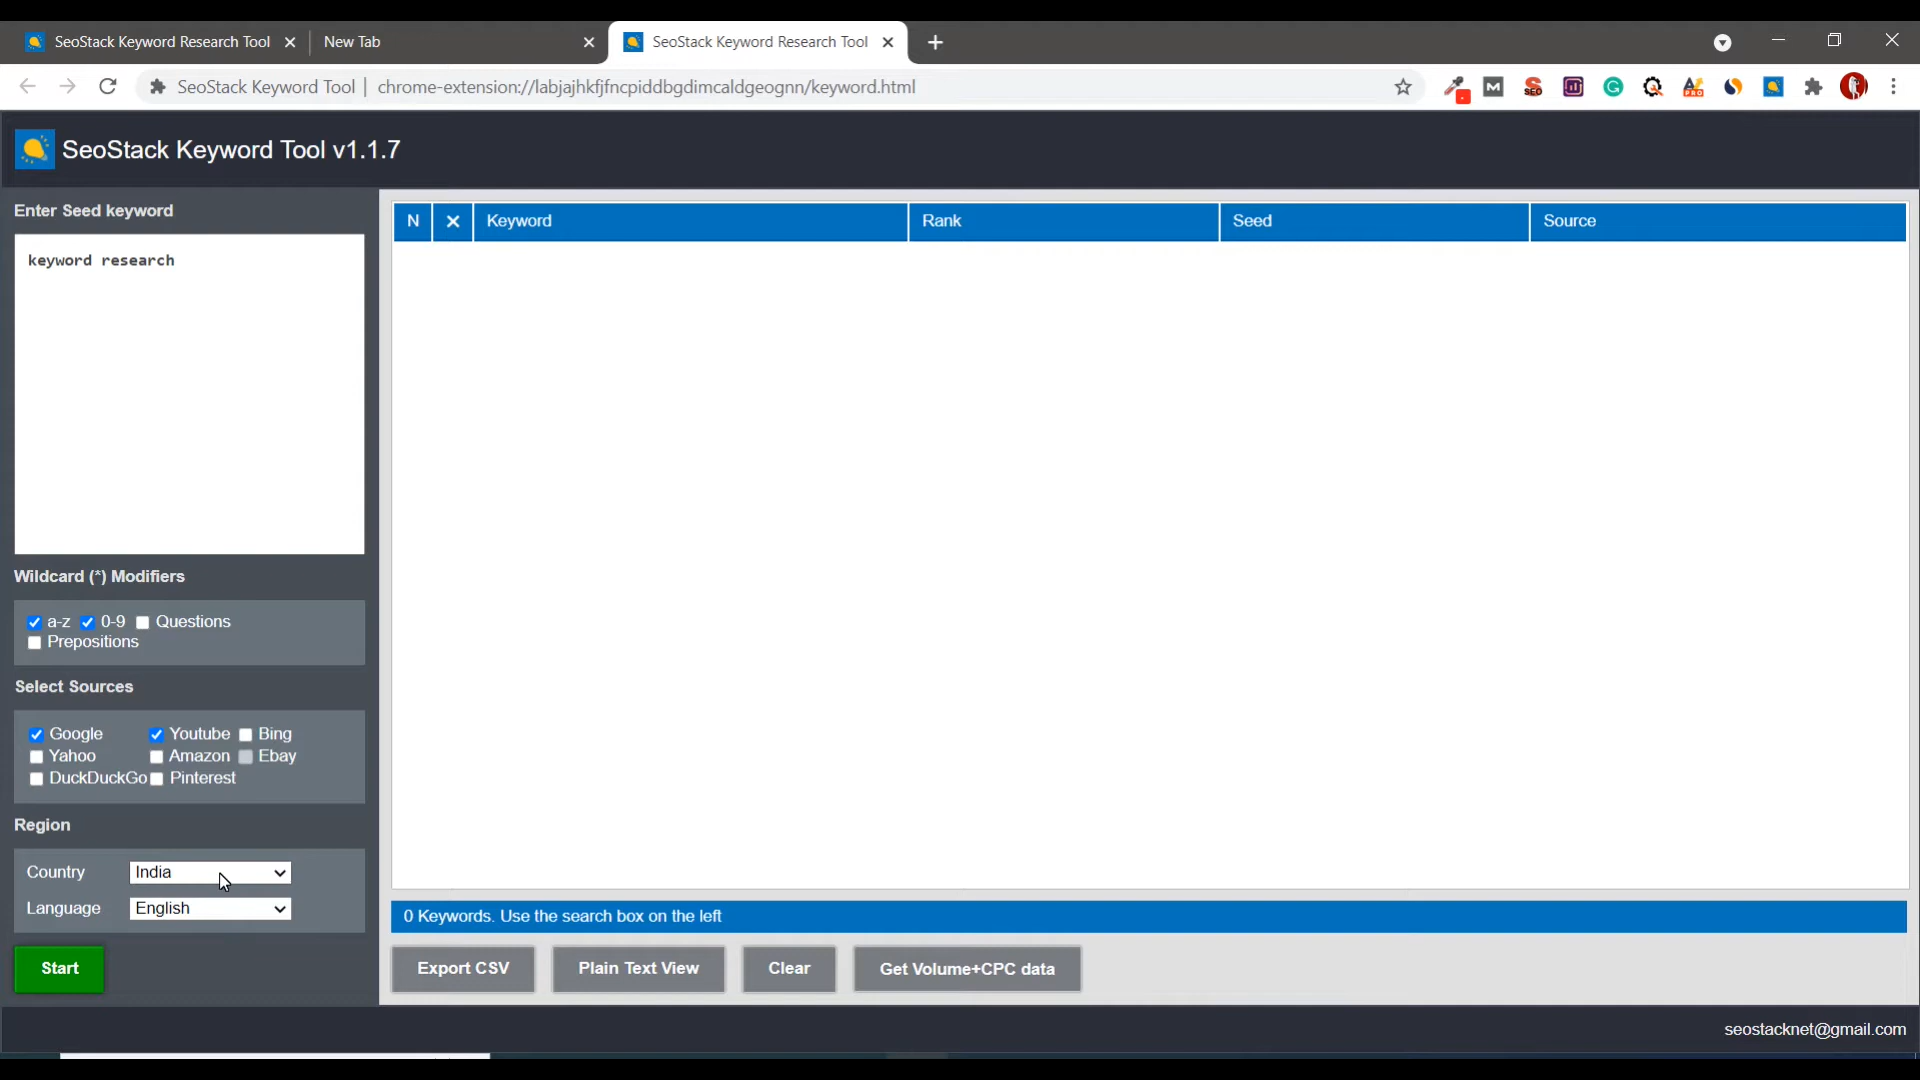 SeoStack Keyword Research Tool
New Tab
SeoStack Keyword Research Tool
SeoStack Keyword Tool | chrome-extension://labjajhkfjfncpiddbgdimcaldgeognn/keyword.html
SeoStack Keyword Tool v1.1.7
Enter Seed keyword
keyword research
N Keyword Rank Seed Source
Wildcard (*) Modifiers
a-z 0-9 Questions
Prepositions
Select Sources
Google Youtube Bing
Yahoo Amazon Ebay
DuckDuckGo Pinterest
Region
Country India
Language English
0 Keywords. Use the search box on the left
Start
Export CSV Plain Text View Clear Get Volume+CPC data
seostacknet@gmail.com